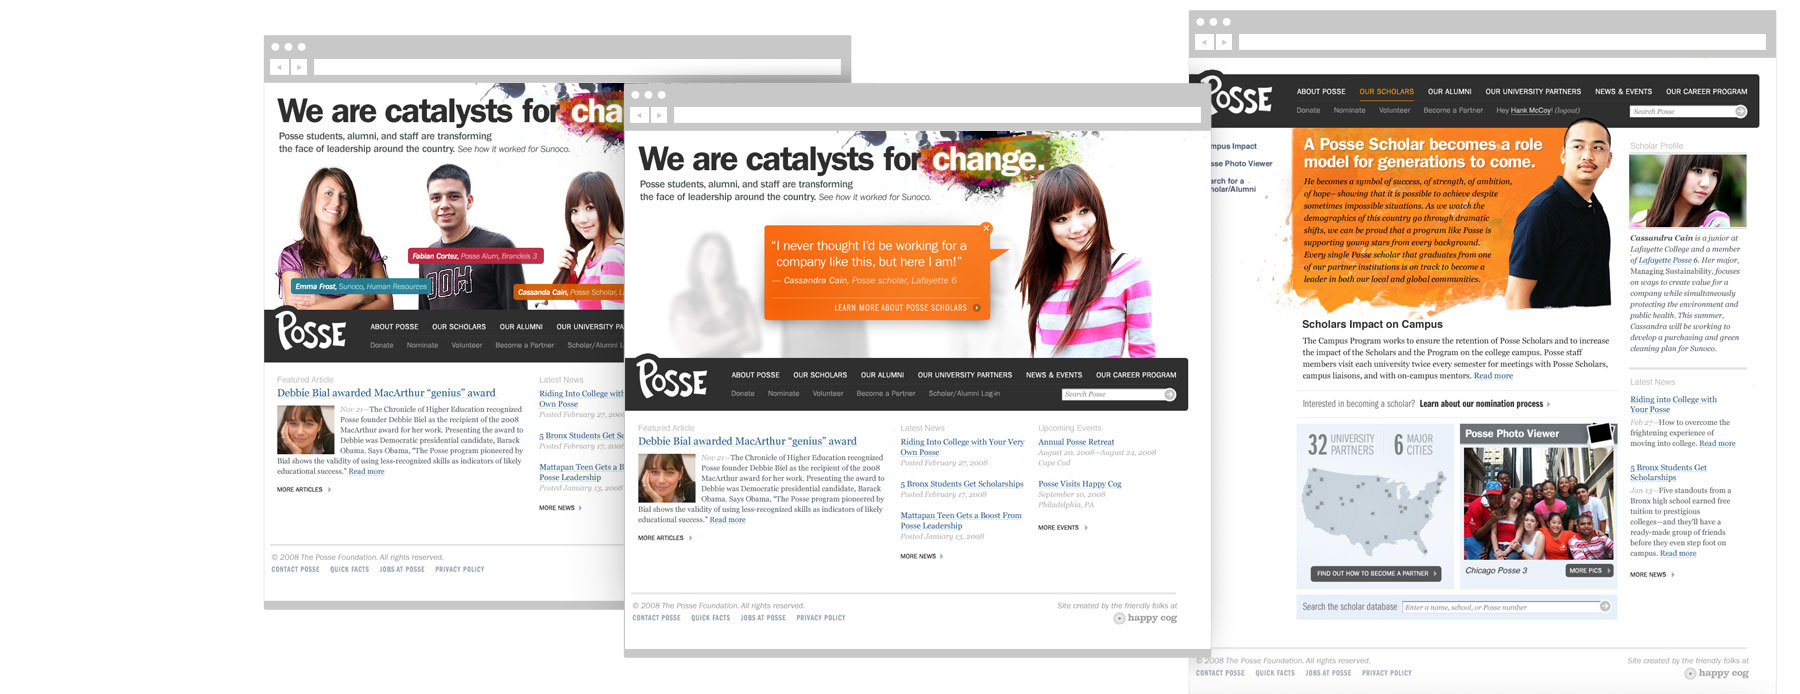 We are catalysts for cha
Posse students, alumni, and staff are transforming
the face of leadership around the country. See how it worked for Sunoco.
Fabian Cortez, Posse Alum, Brandeis 3
Emma Frost, Sunoco, Human Resources
Cassanda Cain, Posse Scholar, L
POSSE
ABOUT POSSE OUR SCHOLARS OUR ALUMNI OUR UNIVERSITY PA
Donate Nominate Volunteer Become a Partner Scholar/Alumni L
Featured Article
Debbie Bial awarded MacArthur “genius” award
Nov 21—The Chronicle of Higher Education recognized
Posse founder Debbie Biel as the recipient of the 2008
MacArthur award for her work. Presenting the award to
Debbie was Democratic presidential candidate, Barack
Obama. Says Obama, “The Posse program pioneered by
Bial shows the validity of using less-recognized skills as indicators of likely
educational success.” Read more
MORE ARTICLES
Latest News
Riding Into College with
Own Posse
Posted February 27, 200
5 Bronx Students Get Sc
Posted February 17, 200
Mattapan Teen Gets a B
Posse Leadership
Posted January 13, 2008
MORE NEWS
© 2008 The Posse Foundation. All rights reserved.
CONTACT POSSE QUICK FACTS JOBS AT POSSE PRIVACY POLICY
We are catalysts for change.
Posse students, alumni, and staff are transforming
the face of leadership around the country. See how it worked for Sunoco.
“I never thought I’d be working for a
company like this, but here I am!”
— Cassandra Cain, Posse scholar, Lafayette 6
LEARN MORE ABOUT POSSE SCHOLARS
POSSE
ABOUT POSSE OUR SCHOLARS OUR ALUMNI OUR UNIVERSITY PARTNERS NEWS & EVENTS OUR CAREER PROGRAM
Donate Nominate Volunteer Become a Partner Scholar/Alumni Log-in Search Posse
Featured Article
Debbie Bial awarded MacArthur “genius” award
Nov 21—The Chronicle of Higher Education recognized
Posse founder Debbie Biel as the recipient of the 2008
MacArthur award for her work. Presenting the award to
Debbie was Democratic presidential candidate, Barack
Obama. Says Obama, “The Posse program pioneered by
Bial shows the validity of using less-recognized skills as indicators of likely
educational success.” Read more
MORE ARTICLES
Latest News
Riding Into College with Your Very
Own Posse
Posted February 27, 2008
5 Bronx Students Get Scholarships
Posted February 17, 2008
Mattapan Teen Gets a Boost From
Posse Leadership
Posted January 13, 2008
MORE NEWS
Upcoming Events
Annual Posse Retreat
August 20, 2008—August 24, 2008
Cape Cod
Posse Visits Happy Cog
September 10, 2008
Philadelphia, PA
MORE EVENTS
© 2008 The Posse Foundation. All rights reserved.
CONTACT POSSE QUICK FACTS JOBS AT POSSE PRIVACY POLICY
Site created by the friendly folks at
happy cog
POSSE
ABOUT POSSE OUR SCHOLARS OUR ALUMNI OUR UNIVERSITY PARTNERS NEWS & EVENTS OUR CAREER PROGRAM
Donate Nominate Volunteer Become a Partner Hey Hank McCoy! (logout) Search Posse
mpus Impact
sse Photo Viewer
arch for a
holar/Alumni
A Posse Scholar becomes a role
model for generations to come.
He becomes a symbol of success, of strength, of ambition,
of hope—showing that it is possible to achieve despite
sometimes impossible situations. As we watch the
demographics of this country go through dramatic
shifts, we can be proud that a program like Posse is
supporting young stars from every background.
Every single Posse scholar that graduates from one
of our partner institutions is on track to become a
leader in both our local and global communities.
Scholars Impact on Campus
The Campus Program works to ensure the retention of Posse Scholars and to increase
the impact of the Scholars and the Program on the college campus. Posse staff
members visit each university twice every semester for meetings with Posse Scholars,
campus liaisons, and with on-campus mentors. Read more
Interested in becoming a scholar? Learn about our nomination process
32 UNIVERSITY PARTNERS
6 MAJOR CITIES
FIND OUT HOW TO BECOME A PARTNER
Posse Photo Viewer
Chicago Posse 3
MORE PICS
Search the scholar database Enter a name, school, or Posse number
Scholar Profile
Cassandra Cain is a junior at
Lafayette College and a member
of Lafayette Posse 6. Her major,
Managing Sustainability, focuses
on ways to create value for a
company while simultaneously
protecting the environment and
public health. This summer,
Cassandra will be working to
develop a purchasing and green
cleaning plan for Sunoco.
Latest News
Riding into College with
Your Posse
Feb 27—How to overcome the
frightening experience of
moving into college. Read more
5 Bronx Students Get
Scholarships
Jan 13—Five standouts from a
Bronx high school earned free
tuition to prestigious
colleges—and they’ll have a
ready-made group of friends
before they even step foot on
campus. Read more
MORE NEWS
© 2008 The Posse Foundation. All rights reserved.
CONTACT POSSE QUICK FACTS JOBS AT POSSE PRIVACY POLICY
Site created by the friendly folks at
happy cog